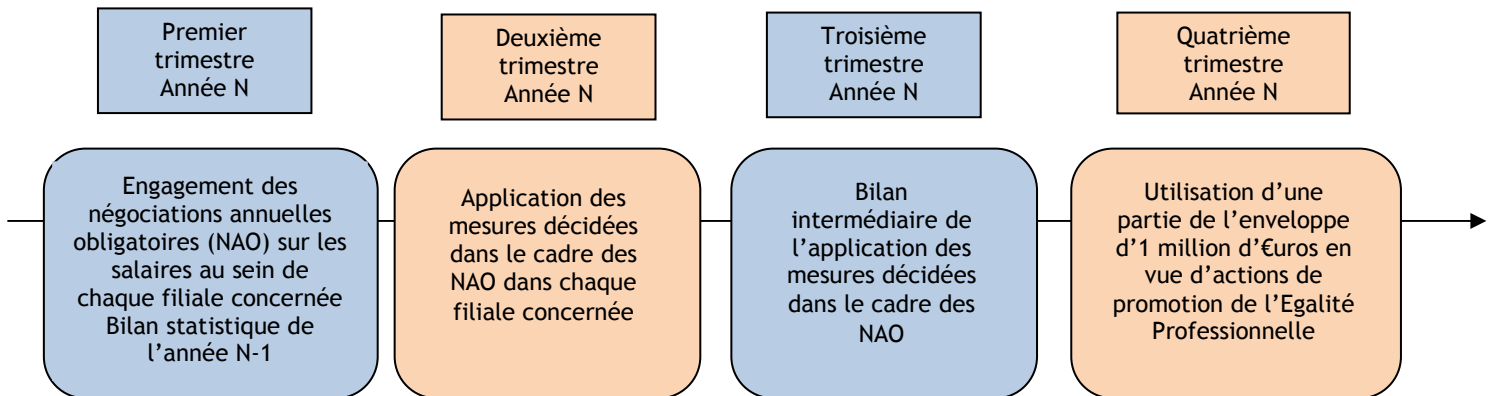 Premier
trimestre
Année N
Deuxième
trimestre
Année N
Troisième
trimestre
Année N
Quatrième
trimestre
Année N
Engagement des
négociations annuelles
obligatoires (NAO) sur les
salaires au sein de
chaque filiale concernée
Bilan statistique de
l’année N-1
Application des
mesures décidées
dans le cadre des
NAO dans chaque
filiale concernée
Bilan
intermédiaire de
l’application des
mesures décidées
dans le cadre des
NAO
Utilisation d’une
partie de l’enveloppe
d’1 million d’€uros en
vue d’actions de
promotion de l’Egalité
Professionnelle